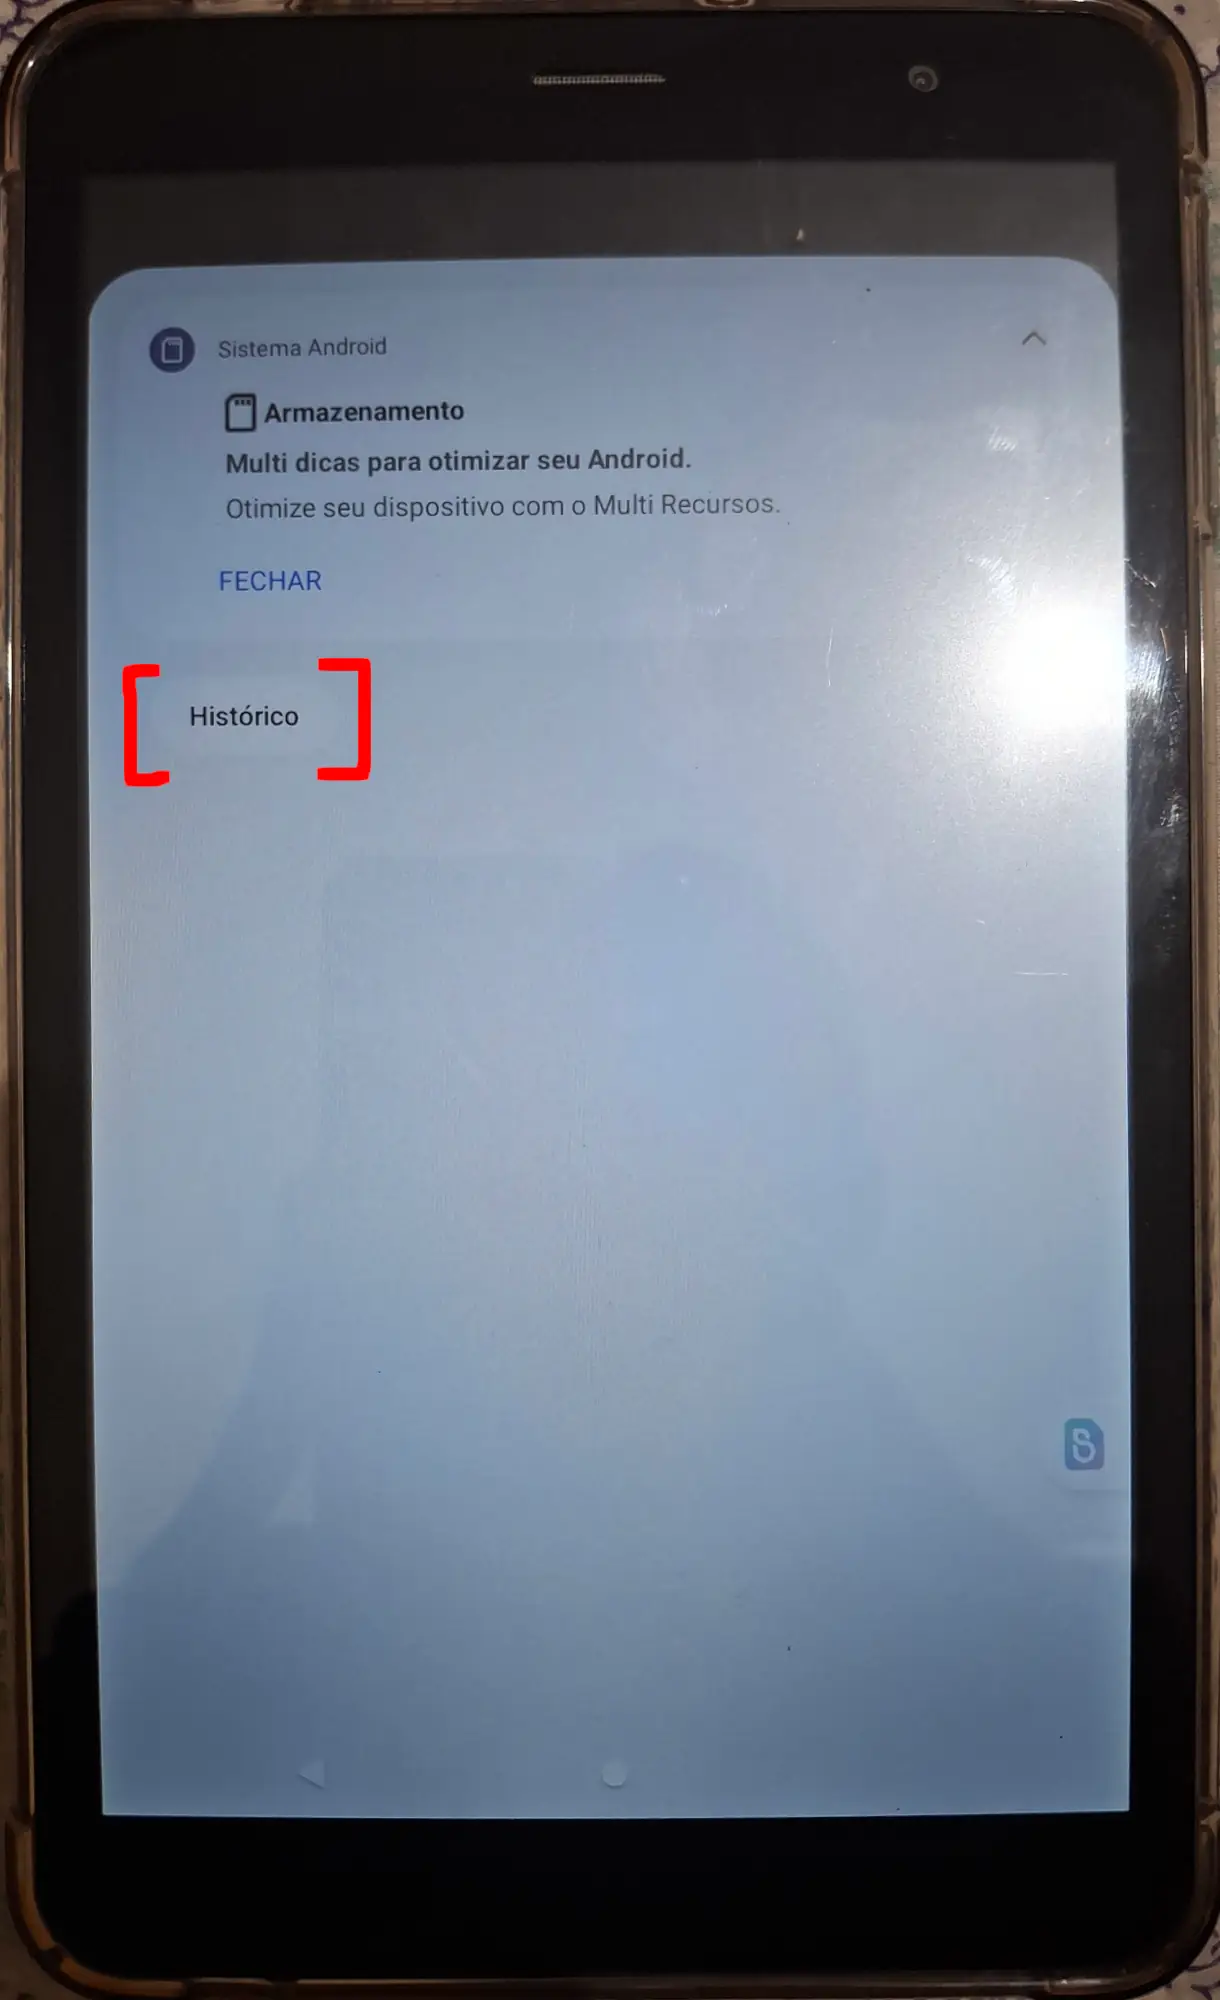 Sistema Android
Armazenamento
Multi dicas para otimizar seu Android.
Otimize seu dispositivo com o Multi Recursos.
FECHAR
Histórico